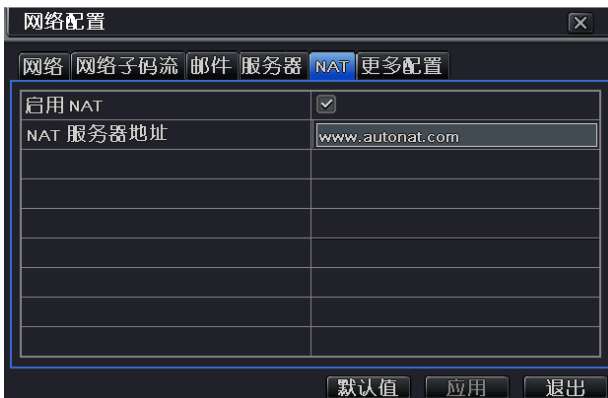 网络配置
网络 网络子码流 邮件 服务器 NAT 更多配置
启用 NAT
NAT 服务器地址 www.autonat.com
默认值 应用 退出